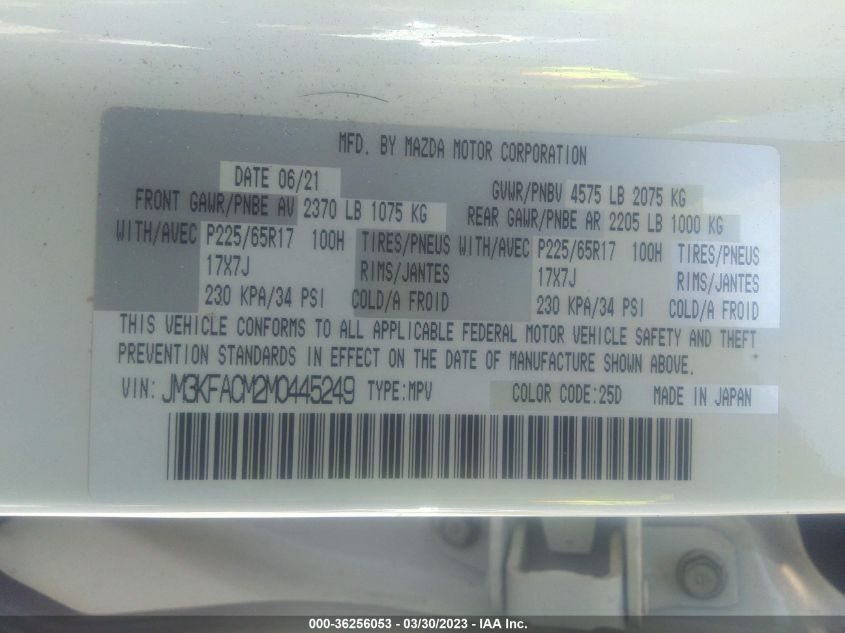 MFD. BY MAZDA MOTOR CORPORATION
DATE 06/21 GVWR/PNBV 4575 LB 2075 KG
FRONT GAWR/PNBE AV 2370 LB 1075 KG REAR GAWR/PNBE AR 2205 LB 1000 KG
WITH/AVEC P225/65R17 100H TIRES/PNEUS WITH/AVEC P225/65R17 100H TIRES/PNEUS
17X7J RIMS/JANTES 17X7J RIMS/JANTES
230 KPA/34 PSI COLD/A FROID 230 KPA/34 PSI COLD/A FROID
THIS VEHICLE CONFORMS TO ALL APPLICABLE FEDERAL MOTOR VEHICLE SAFETY AND THEFT
PREVENTION STANDARDS IN EFFECT ON THE DATE OF MANUFACTURE SHOWN ABOVE.
VIN: JM3KFACM2M0445249 TYPE:MPV COLOR CODE:25D MADE IN JAPAN
000-36256053 - 03/30/2023 - IAA Inc.